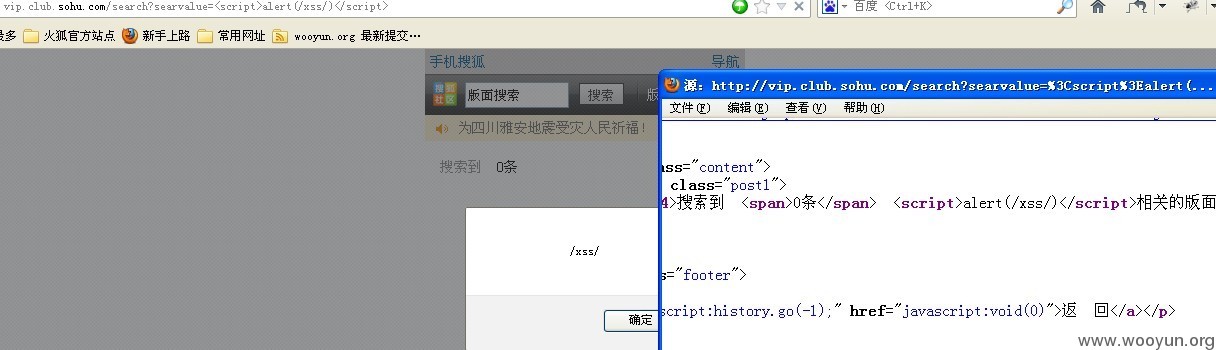 vip.club.sohu.com/search?searvalue=<script>alert(/xss/)</script>
百度 <Ctrl+K>
最多 火狐官方站点 新手上路 常用网址 wooyun.org 最新提交…
手机搜狐 导航
搜狐社区 版面搜索 搜索 版
为四川雅安地震受灾人民祈福!
搜索到 0条
/xss/
确定
源: http://vip.club.sohu.com/search?searvalue=%3Cscript%3Ealert(...
文件(F) 编辑(E) 查看(V) 帮助(H)
ass="content">
class="post1">
4>搜索到 <span>0条</span> <script>alert(/xss/)</script>相关的版面
s="footer">
script:history.go(-1);" href="javascript:void(0)">返 回</a></p>
www.wooyun.org